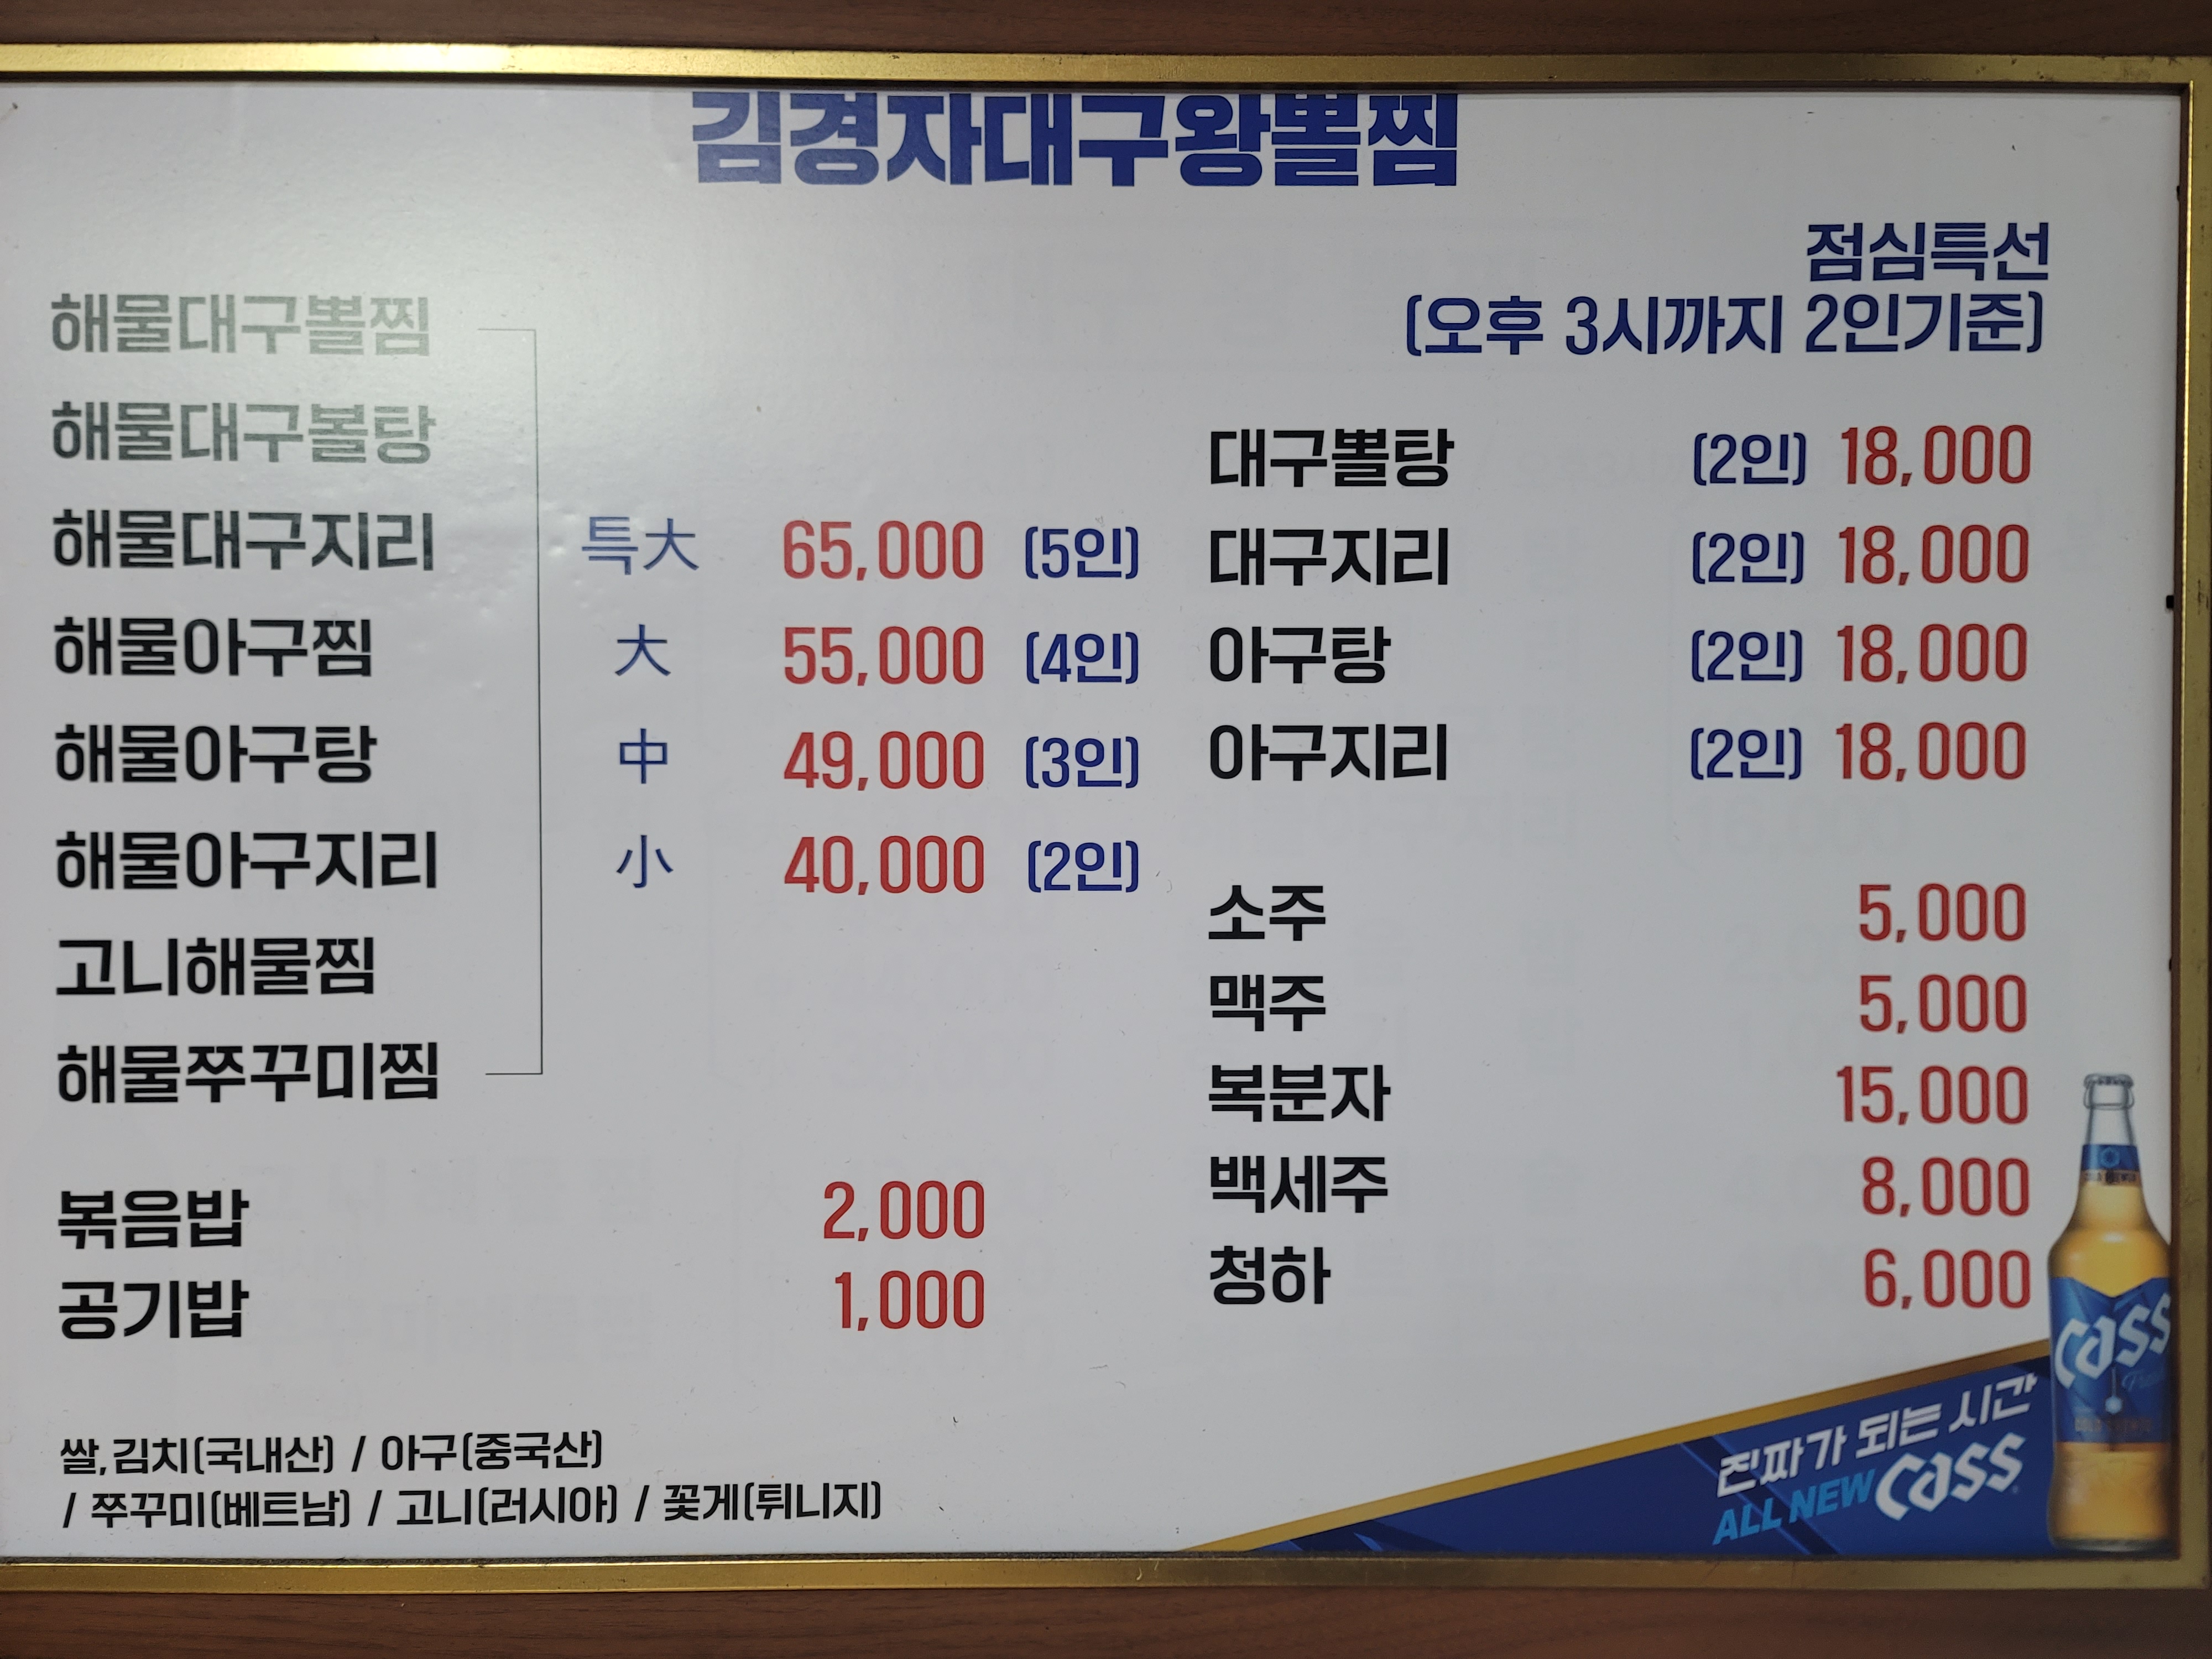 김경자대구왕뽈찜
해물대구뽈찜
해물대구볼탕
해물대구지리
해물아구찜
해물아구탕
해물아구지리
고니해물찜
해물쭈꾸미찜
특大 65,000 (5인)
大 55,000 (4인)
中 49,000 (3인)
小 40,000 (2인)
볶음밥 2,000
공기밥 1,000
점심특선
(오후 3시까지 2인기준)
대구뽈탕 (2인) 18,000
대구지리 (2인) 18,000
아구탕 (2인) 18,000
아구지리 (2인) 18,000
소주 5,000
맥주 5,000
복분자 15,000
백세주 8,000
청하 6,000
쌀,김치(국내산) / 아구(중국산)
/ 쭈꾸미(베트남) / 고니(러시아) / 꽃게(튀니지)
진짜가 되는 시간
ALL NEW Cass
Cass